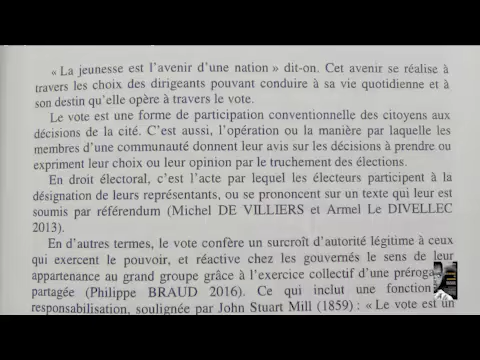 « La jeunesse est l'avenir d'une nation » dit-on. Cet avenir se réalise à
travers les choix des dirigeants pouvant conduire à sa vie quotidienne et à
son destin qu'elle opère à travers le vote.
Le vote est une forme de participation conventionnelle des citoyens aux
décisions de la cité. C'est aussi, l'opération ou la manière par laquelle les
membres d'une communauté donnent leur avis sur les décisions à prendre ou
expriment leur choix ou leur opinion par le truchement des élections.
En droit électoral, c'est l'acte par lequel les électeurs participent à la
désignation de leurs représentants, ou se prononcent sur un texte qui leur est
soumis par référendum (Michel DE VILLIERS et Armel Le DIVELLEC
2013).
En d'autres termes, le vote confère un surcroît d'autorité légitime à ceux
qui exercent le pouvoir, et réactive chez les gouvernés le sens de leur
appartenance au grand groupe grâce à l'exercice collectif d'une
partagée (Philippe BRAUD 2016). Ce qui inclut une fonction
responsabilisation, soulignée par John Stuart Mill (1859) : « Le vote est un